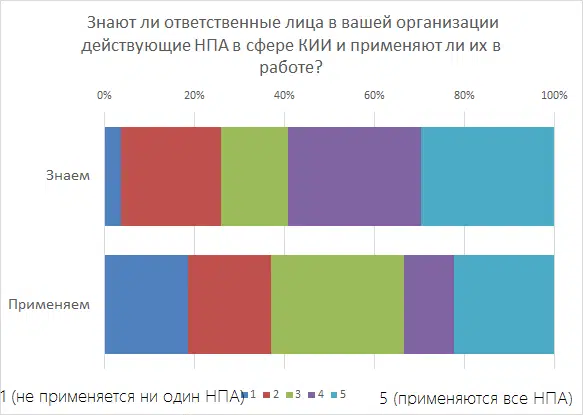 Знают ли ответственные лица в вашей организации
действующие НПА в сфере КИИ и применяют ли их в
работе?
0% 20% 40% 60% 80% 100%
Знаем
Применяем
1 (не применяется ни один НПА) 1 2 3 4 5 5 (применяются все НПА)